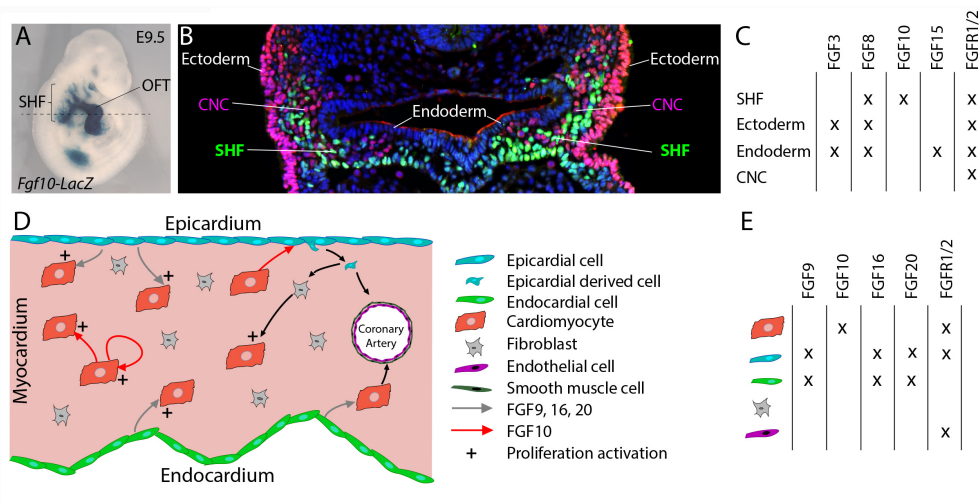 A
E9.5
SHF
OFT
Fgf10-LacZ
B
Ectoderm
Ectoderm
CNC
Endoderm
CNC
SHF
SHF
C
FGF3 FGF8 FGF10 FGF15 FGFR1/2
SHF x x x
Ectoderm x x x
Endoderm x x x x
CNC x
D
Epicardium
Myocardium
+
+
+
+
+
+
Coronary
Artery
Endocardium
Epicardial cell
Epicardial derived cell
Endocardial cell
Cardiomyocyte
Fibroblast
Endothelial cell
Smooth muscle cell
FGF9, 16, 20
FGF10
+ Proliferation activation
E
FGF9 FGF10 FGF16 FGF20 FGFR1/2
x x
x x x x
x x x
x